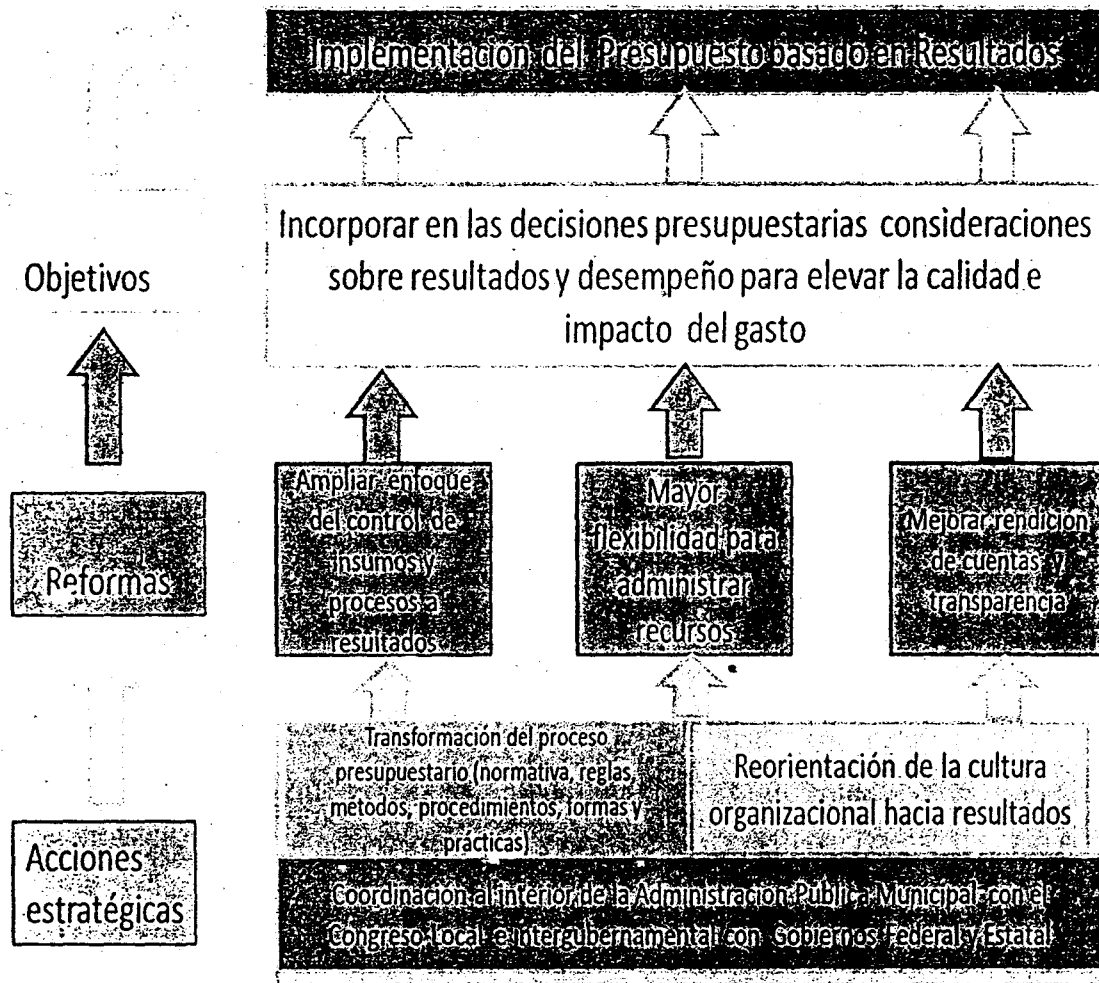 Implementación del Presupuesto basado en Resultados
Incorporar en las decisiones presupuestarias consideraciones
sobre resultados y desempeño para elevar la calidad e
impacto del gasto
Objetivos
Ampliar enfoque
del control de
insumos y
procesos a
resultados
Mayor
flexibilidad para
administrar
recursos
Mejorar rendicion
de cuentas y
transparencia
Reformas
Transformación del proceso
presupuestario (normativa, reglas,
metodos, procedimientos, formas y
prácticas)
Reorientación de la cultura
organizacional hacia resultados
Acciones
estratégicas
Coordinación al interior de la Administración Pública Municipal con el
Congreso Local e intergubernamental con Gobiernos Federal y Estatal